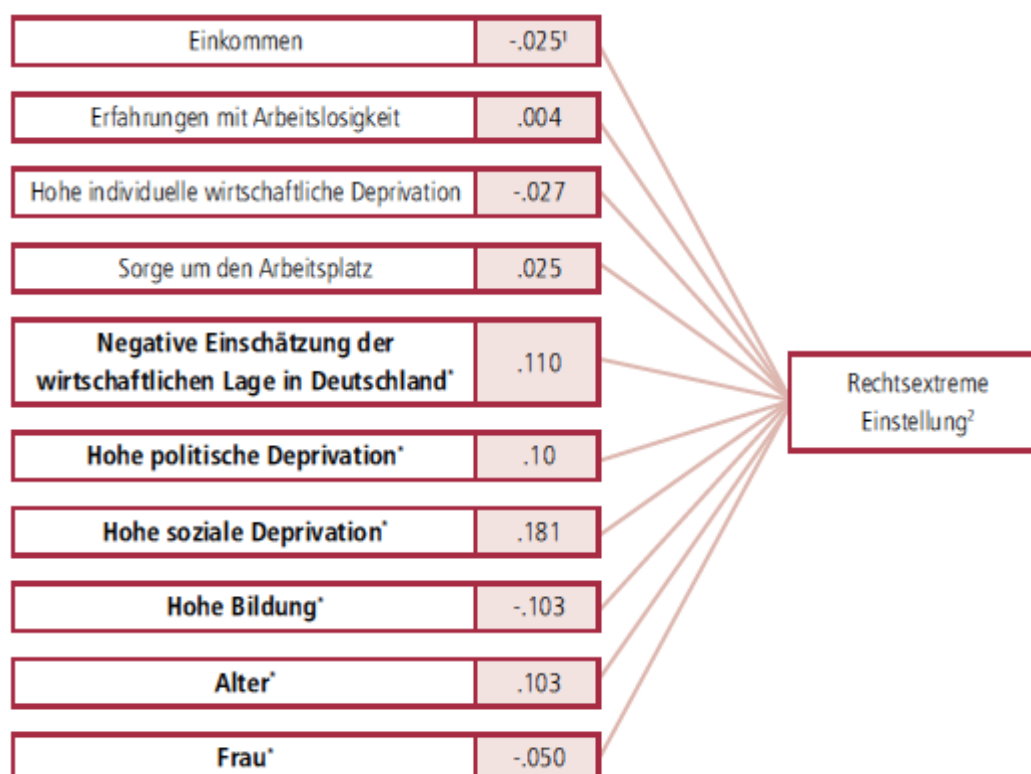 Einkommen -.025¹
Erfahrungen mit Arbeitslosigkeit .004
Hohe individuelle wirtschaftliche Deprivation -.027
Sorge um den Arbeitsplatz .025
Negative Einschätzung der
wirtschaftlichen Lage in Deutschland* .110
Hohe politische Deprivation* .10
Hohe soziale Deprivation* .181
Hohe Bildung* -.103
Alter* .103
Frau* -.050
Rechtsextreme
Einstellung²